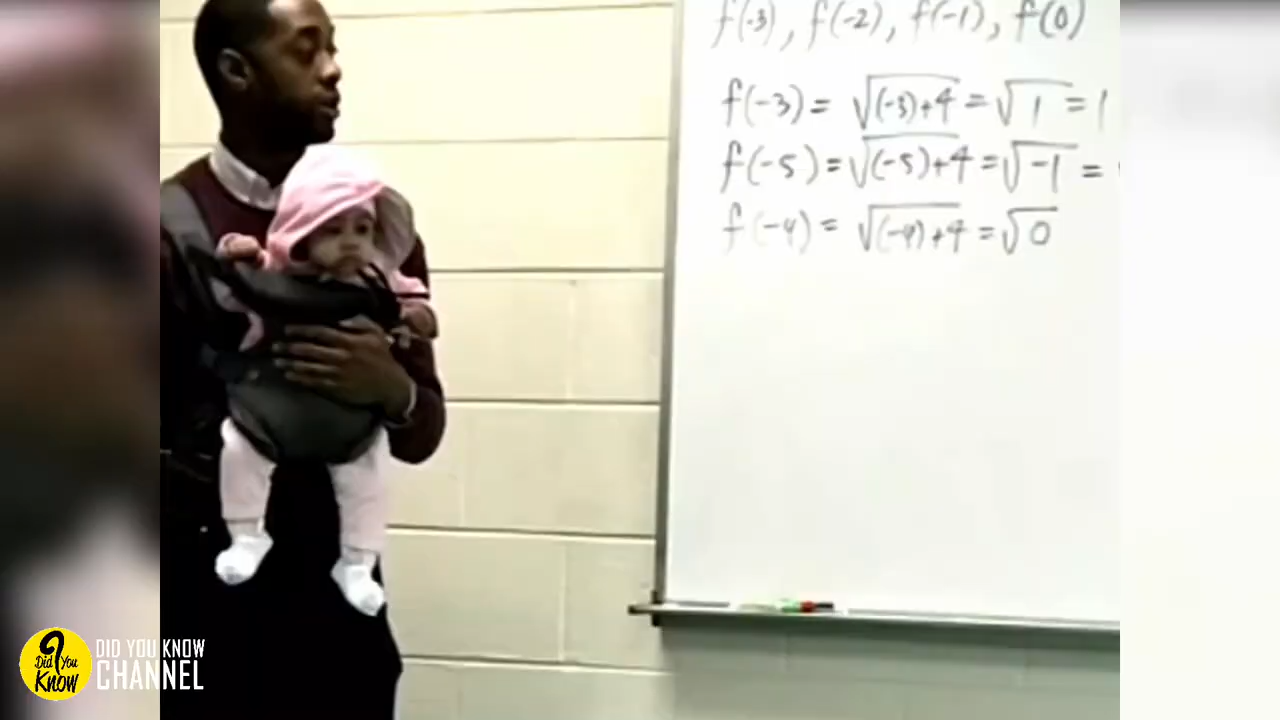 f(-3), f(-2), f(-1), f(0)
f(-3) = √(-3)+4 = √1 = 1
f(-5) = √(-5)+4 = √-1 =
f(-4) = √(-4)+4 = √0
Did You Know
DID YOU KNOW
CHANNEL